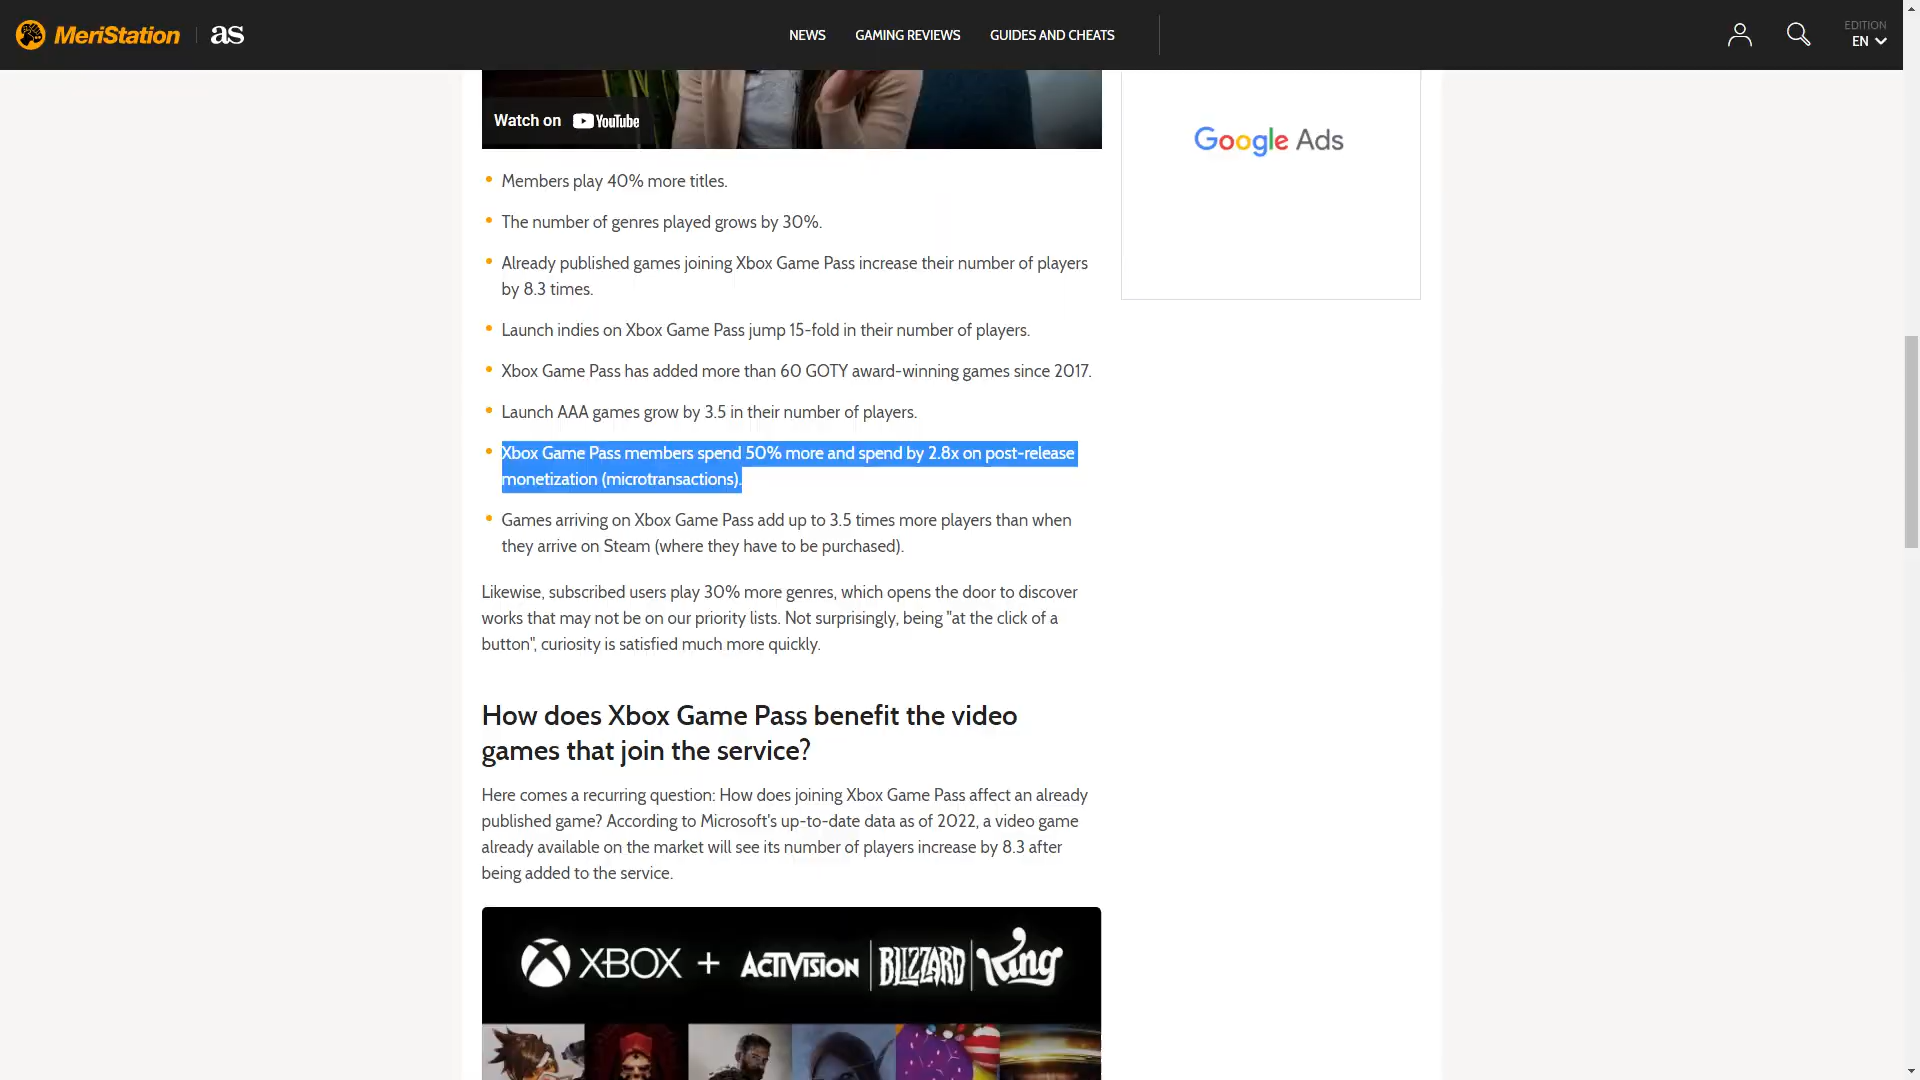 MeriStation as
NEWS GAMING REVIEWS GUIDES AND CHEATS
EDITION
EN
Watch on YouTube
Google Ads
Members play 40% more titles.
The number of genres played grows by 30%.
Already published games joining Xbox Game Pass increase their number of players
by 8.3 times.
Launch indies on Xbox Game Pass jump 15-fold in their number of players.
Xbox Game Pass has added more than 60 GOTY award-winning games since 2017.
Launch AAA games grow by 3.5 in their number of players.
Xbox Game Pass members spend 50% more and spend by 2.8x on post-release
monetization (microtransactions).
Games arriving on Xbox Game Pass add up to 3.5 times more players than when
they arrive on Steam (where they have to be purchased).
Likewise, subscribed users play 30% more genres, which opens the door to discover
works that may not be on our priority lists. Not surprisingly, being "at the click of a
button", curiosity is satisfied much more quickly.
How does Xbox Game Pass benefit the video
games that join the service?
Here comes a recurring question: How does joining Xbox Game Pass affect an already
published game? According to Microsoft's up-to-date data as of 2022, a video game
already available on the market will see its number of players increase by 8.3 after
being added to the service.
XBOX + ACTIVISION BLIZZARD King